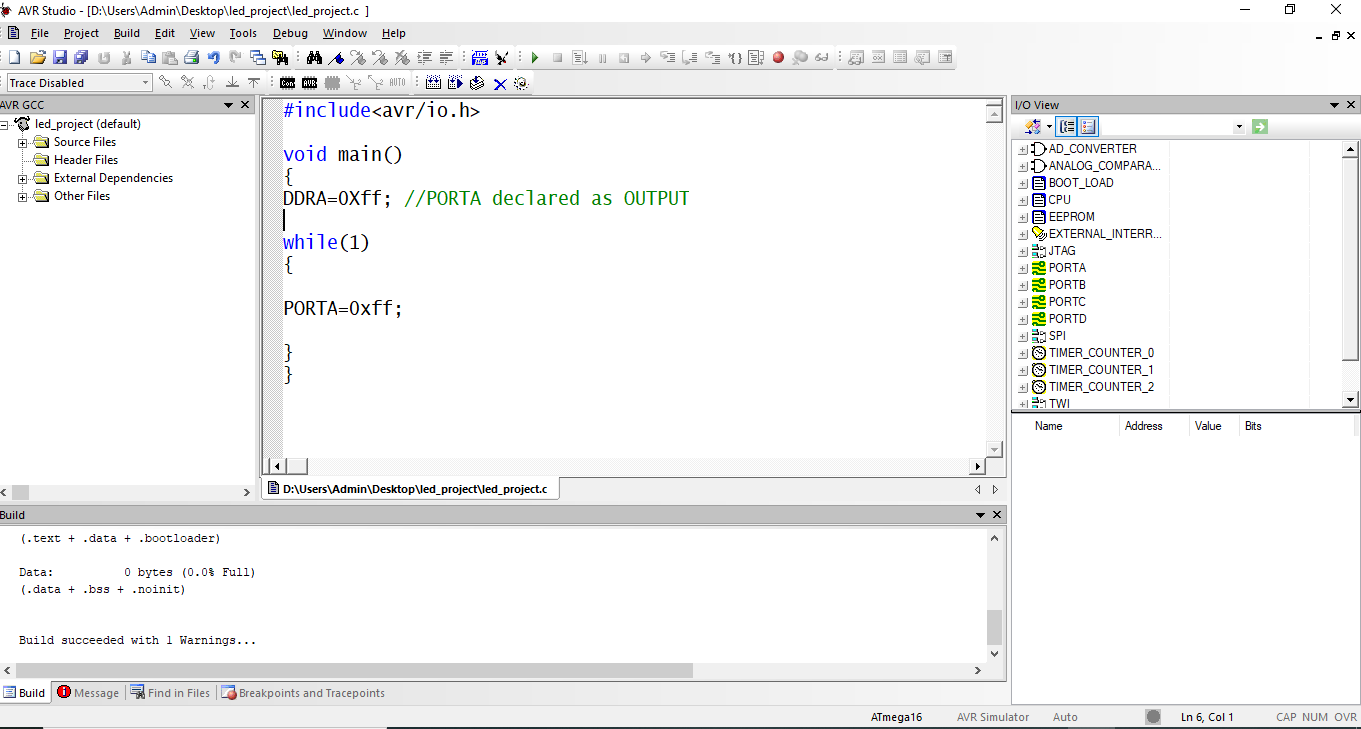 AVR Studio - [D:\Users\Admin\Desktop\led_project\led_project.c ]
File Project Build Edit View Tools Debug Window Help
Trace Disabled
Con AVR AUTO
AVR GCC
led_project (default)
Source Files
Header Files
External Dependencies
Other Files
#include<avr/io.h>
void main()
{
DDRA=0Xff; //PORTA declared as OUTPUT
while(1)
{
PORTA=0xff;
}
}
D:\Users\Admin\Desktop\led_project\led_project.c
I/O View
AD_CONVERTER
ANALOG_COMPARA...
BOOT_LOAD
CPU
EEPROM
EXTERNAL_INTERR...
JTAG
PORTA
PORTB
PORTC
PORTD
SPI
TIMER_COUNTER_0
TIMER_COUNTER_1
TIMER_COUNTER_2
TWI
Name Address Value Bits
Build
(.text + .data + .bootloader)
Data: 0 bytes (0.0% Full)
(.data + .bss + .noinit)
Build succeeded with 1 Warnings...
Build Message Find in Files Breakpoints and Tracepoints
ATmega16 AVR Simulator Auto Ln 6, Col 1 CAP NUM OVR